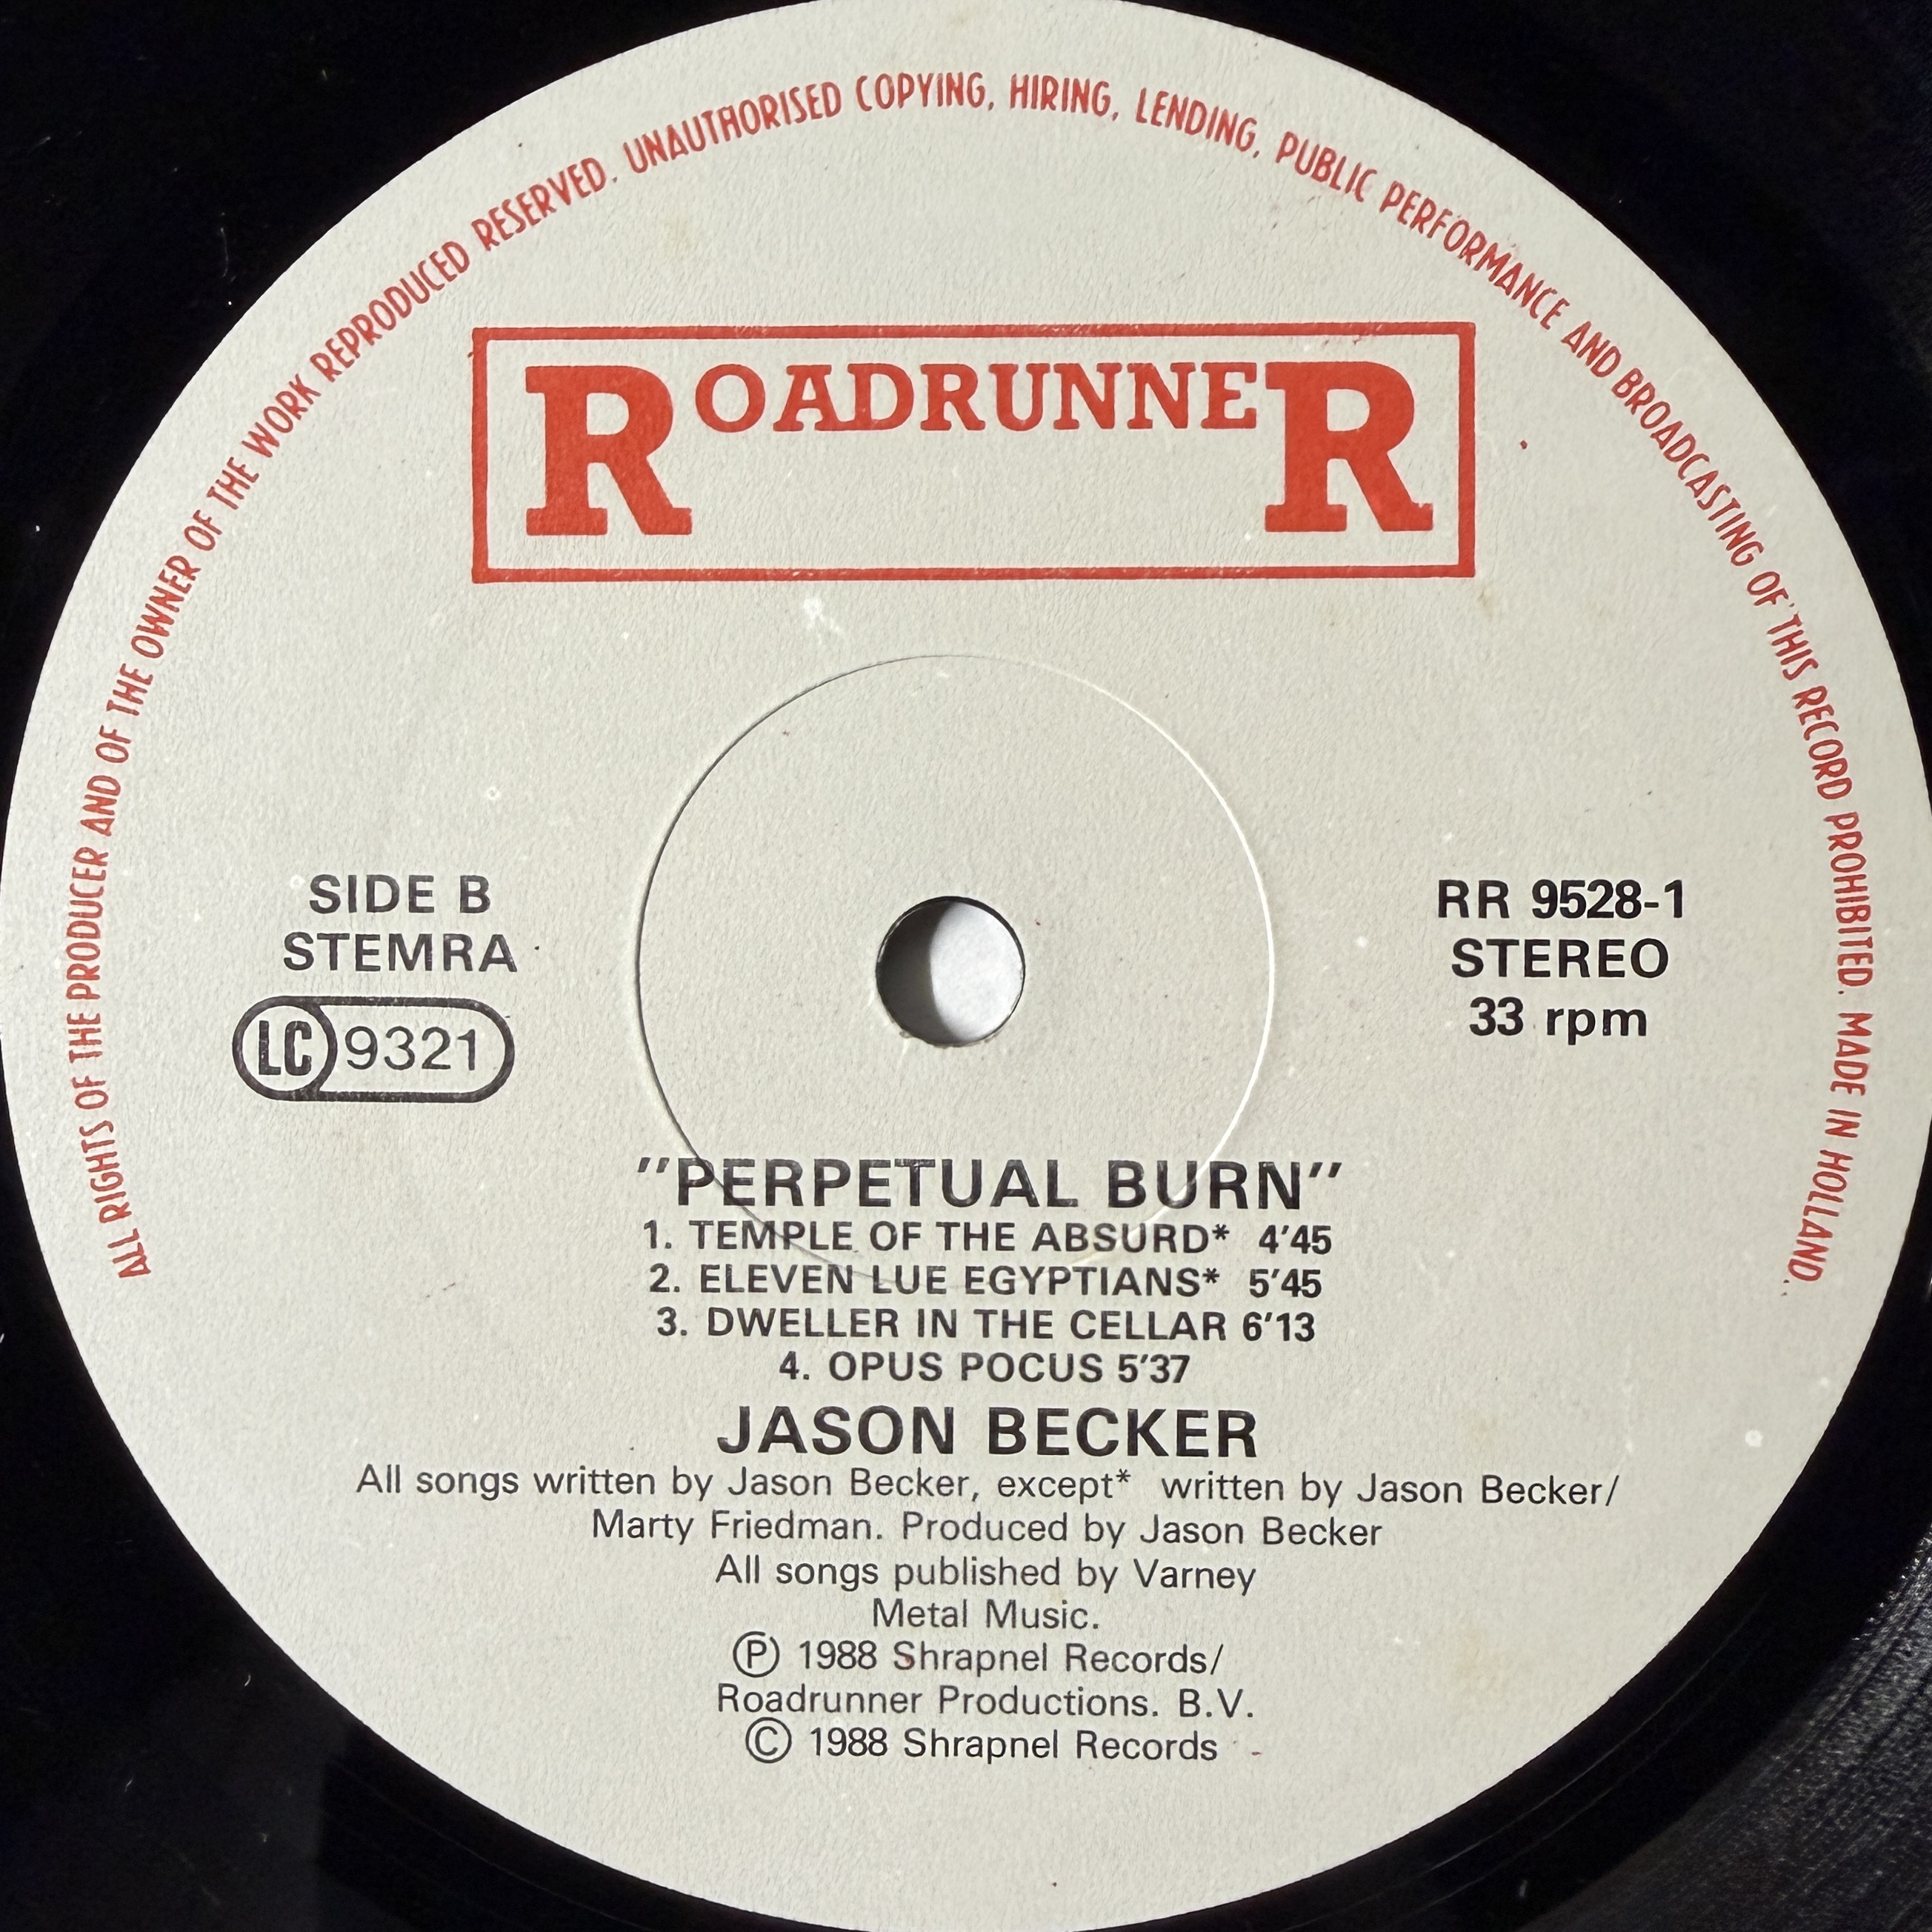 ALL RIGHTS OF THE PRODUCER AND OF THE OWNER OF THE WORK REPRODUCED RESERVED. UNAUTHORISED COPYING, HIRING, LENDING, PUBLIC PERFORMANCE AND BROADCASTING OF THIS RECORD PROHIBITED. MADE IN HOLLAND.
ROADRUNNER
SIDE B
STEMRA
LC 9321
RR 9528-1
STEREO
33 rpm
"PERPETUAL BURN"
1. TEMPLE OF THE ABSURD* 4'45
2. ELEVEN LUE EGYPTIANS* 5'45
3. DWELLER IN THE CELLAR 6'13
4. OPUS POCUS 5'37
JASON BECKER
All songs written by Jason Becker, except* written by Jason Becker/
Marty Friedman. Produced by Jason Becker
All songs published by Varney
Metal Music.
Ⓟ 1988 Shrapnel Records/
Roadrunner Productions. B.V.
© 1988 Shrapnel Records